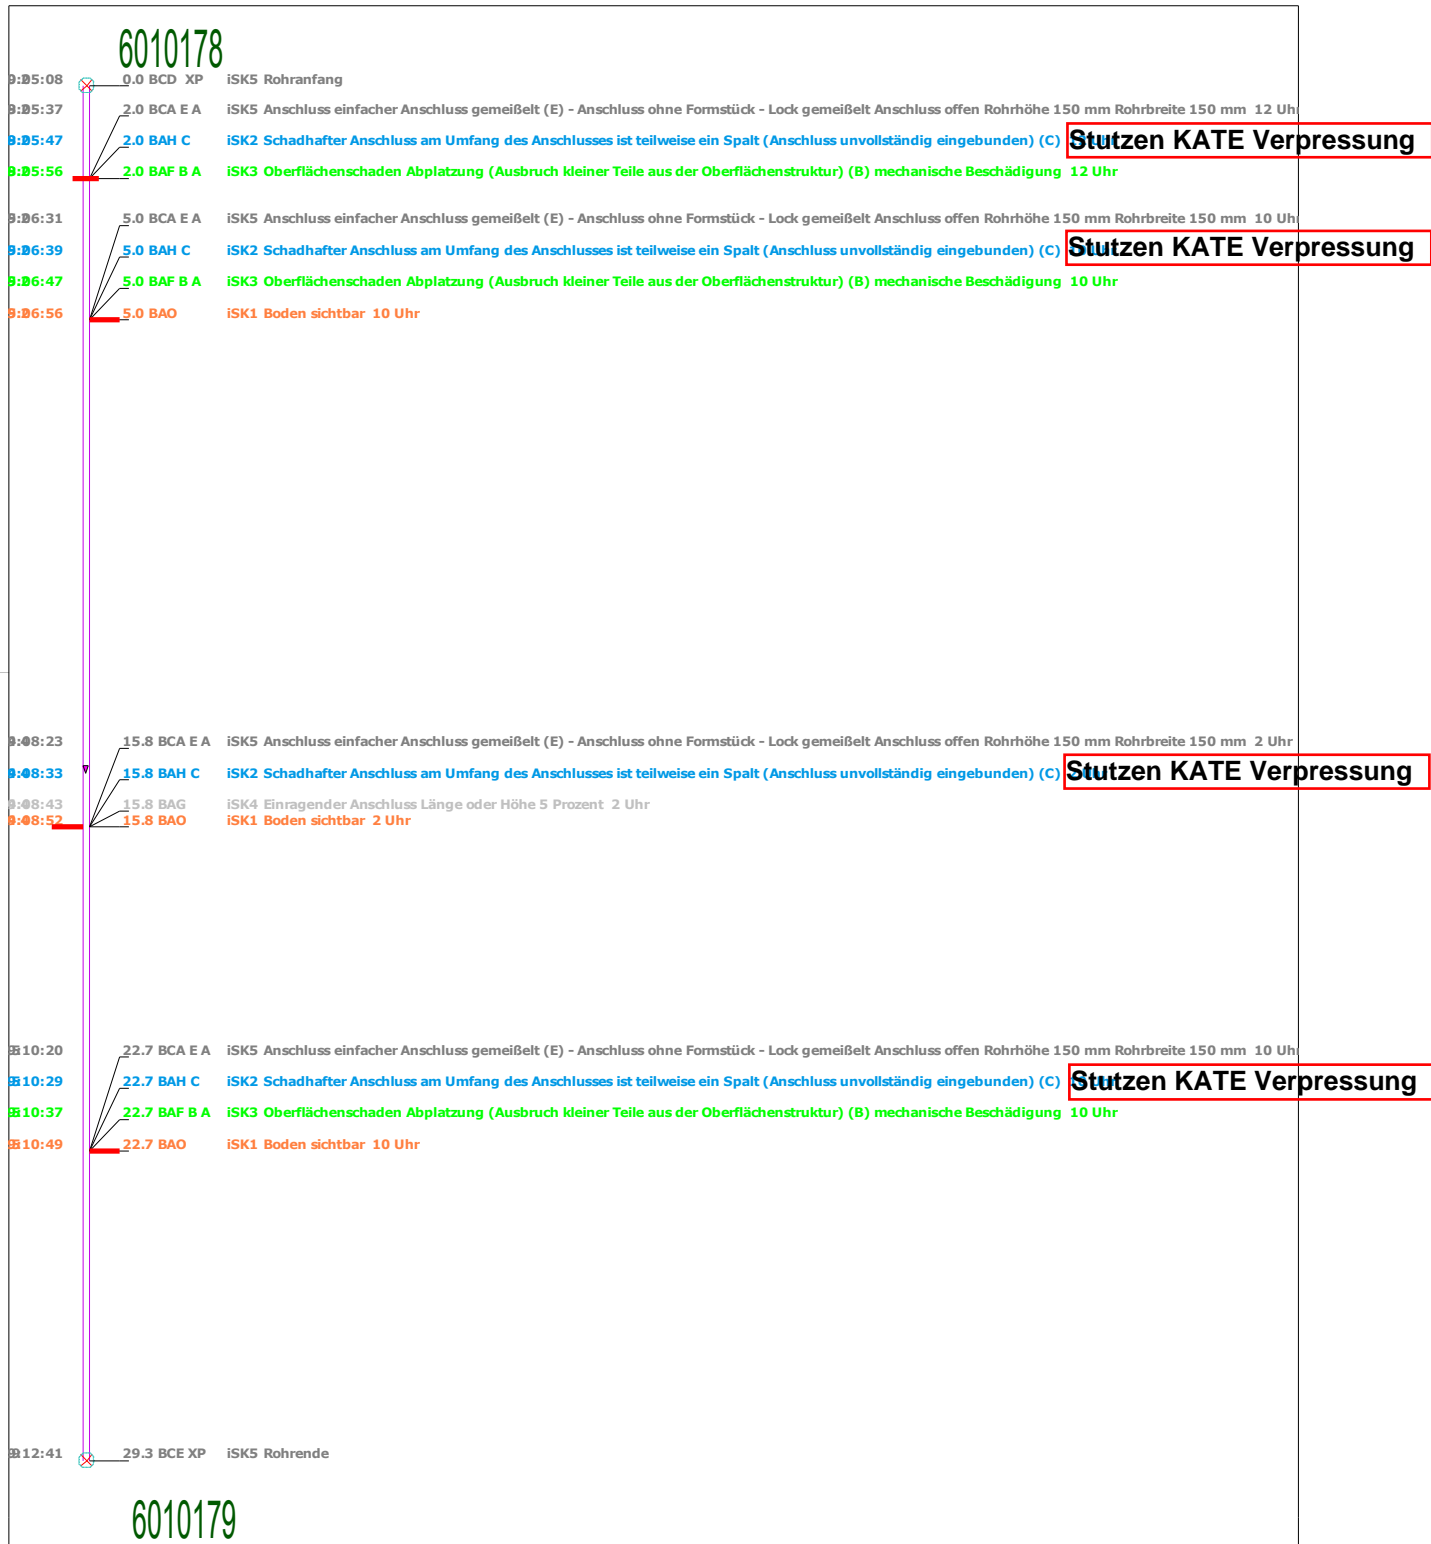 6010178
05:08 0.0 BCD XP iSK5 Rohranfang
05:37 2.0 BCA E A iSK5 Anschluss einfacher Anschluss gemeißelt (E) - Anschluss ohne Formstück - Lock gemeißelt Anschluss offen Rohrhöhe 150 mm Rohrbreite 150 mm 12 Uhr
05:47 2.0 BAH C iSK2 Schadhafter Anschluss am Umfang des Anschlusses ist teilweise ein Spalt (Anschluss unvollständig eingebunden) (C) Stutzen KATE Verpressung
05:56 2.0 BAF B A iSK3 Oberflächenschaden Abplatzung (Ausbruch kleiner Teile aus der Oberflächenstruktur) (B) mechanische Beschädigung 12 Uhr
06:31 5.0 BCA E A iSK5 Anschluss einfacher Anschluss gemeißelt (E) - Anschluss ohne Formstück - Lock gemeißelt Anschluss offen Rohrhöhe 150 mm Rohrbreite 150 mm 10 Uhr
06:39 5.0 BAH C iSK2 Schadhafter Anschluss am Umfang des Anschlusses ist teilweise ein Spalt (Anschluss unvollständig eingebunden) (C) Stutzen KATE Verpressung
06:47 5.0 BAF B A iSK3 Oberflächenschaden Abplatzung (Ausbruch kleiner Teile aus der Oberflächenstruktur) (B) mechanische Beschädigung 10 Uhr
06:56 5.0 BAO iSK1 Boden sichtbar 10 Uhr
08:23 15.8 BCA E A iSK5 Anschluss einfacher Anschluss gemeißelt (E) - Anschluss ohne Formstück - Lock gemeißelt Anschluss offen Rohrhöhe 150 mm Rohrbreite 150 mm 2 Uhr
08:33 15.8 BAH C iSK2 Schadhafter Anschluss am Umfang des Anschlusses ist teilweise ein Spalt (Anschluss unvollständig eingebunden) (C) Stutzen KATE Verpressung
08:43 15.8 BAG iSK4 Einragender Anschluss Länge oder Höhe 5 Prozent 2 Uhr
08:52 15.8 BAO iSK1 Boden sichtbar 2 Uhr
10:20 22.7 BCA E A iSK5 Anschluss einfacher Anschluss gemeißelt (E) - Anschluss ohne Formstück - Lock gemeißelt Anschluss offen Rohrhöhe 150 mm Rohrbreite 150 mm 10 Uhr
10:29 22.7 BAH C iSK2 Schadhafter Anschluss am Umfang des Anschlusses ist teilweise ein Spalt (Anschluss unvollständig eingebunden) (C) Stutzen KATE Verpressung
10:37 22.7 BAF B A iSK3 Oberflächenschaden Abplatzung (Ausbruch kleiner Teile aus der Oberflächenstruktur) (B) mechanische Beschädigung 10 Uhr
10:49 22.7 BAO iSK1 Boden sichtbar 10 Uhr
12:41 29.3 BCE XP iSK5 Rohrende
6010179